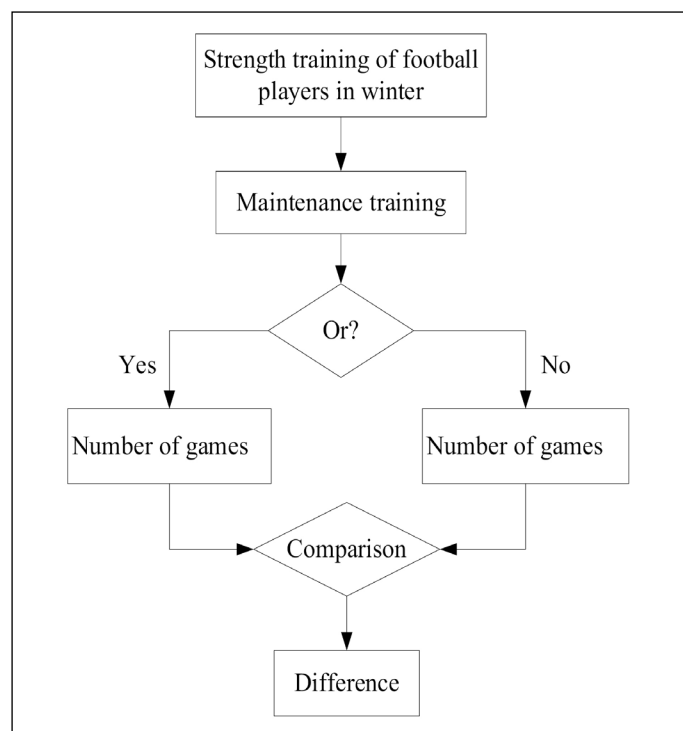 Strength training of football
players in winter
Maintenance training
Or?
Yes
No
Number of games
Number of games
Comparison
Difference